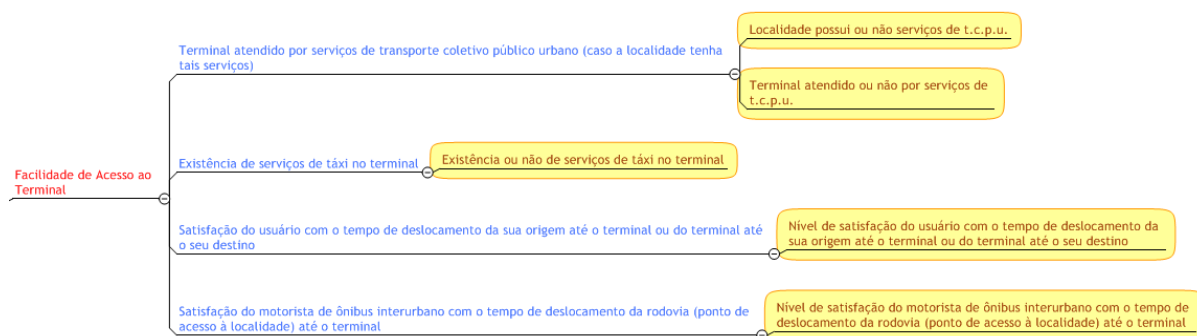 Facilidade de Acesso ao
Terminal
Terminal atendido por serviços de transporte coletivo público urbano (caso a localidade tenha
tais serviços)
Localidade possui ou não serviços de t.c.p.u.
Terminal atendido ou não por serviços de
t.c.p.u.
Existência de serviços de táxi no terminal
Existência ou não de serviços de táxi no terminal
Satisfação do usuário com o tempo de deslocamento da sua origem até o terminal ou do terminal até
o seu destino
Nível de satisfação do usuário com o tempo de deslocamento da
sua origem até o terminal ou do terminal até o seu destino
Satisfação do motorista de ônibus interurbano com o tempo de deslocamento da rodovia (ponto de
acesso à localidade) até o terminal
Nível de satisfação do motorista de ônibus interurbano com o tempo de
deslocamento da rodovia (ponto de acesso à localidade) até o terminal